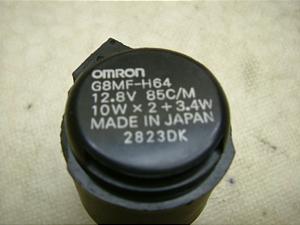 OMRON
G8MF-H64
12.8V 85C/M
10W×2+3.4W
MADE IN JAPAN
2823DK